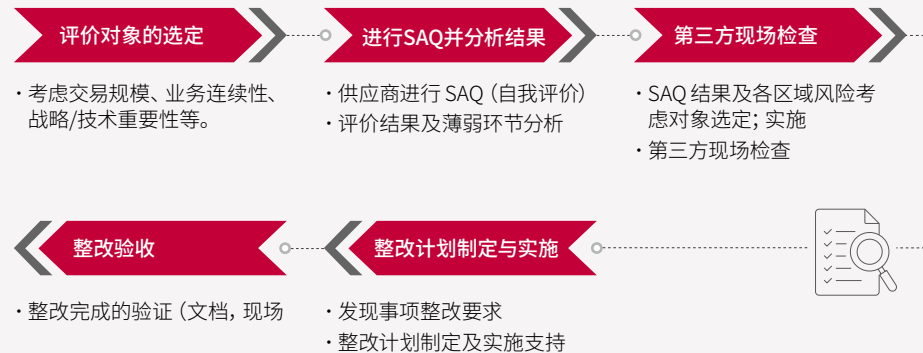 评价对象的选定
· 考虑交易规模、业务连续性、
战略/技术重要性等。
进行SAQ并分析结果
· 供应商进行 SAQ（自我评价）
· 评价结果及薄弱环节分析
第三方现场检查
· SAQ 结果及各区域风险考
虑对象选定；实施
· 第三方现场检查
整改计划制定与实施
· 发现事项整改要求
· 整改计划制定及实施支持
整改验收
· 整改完成的验证（文档，现场